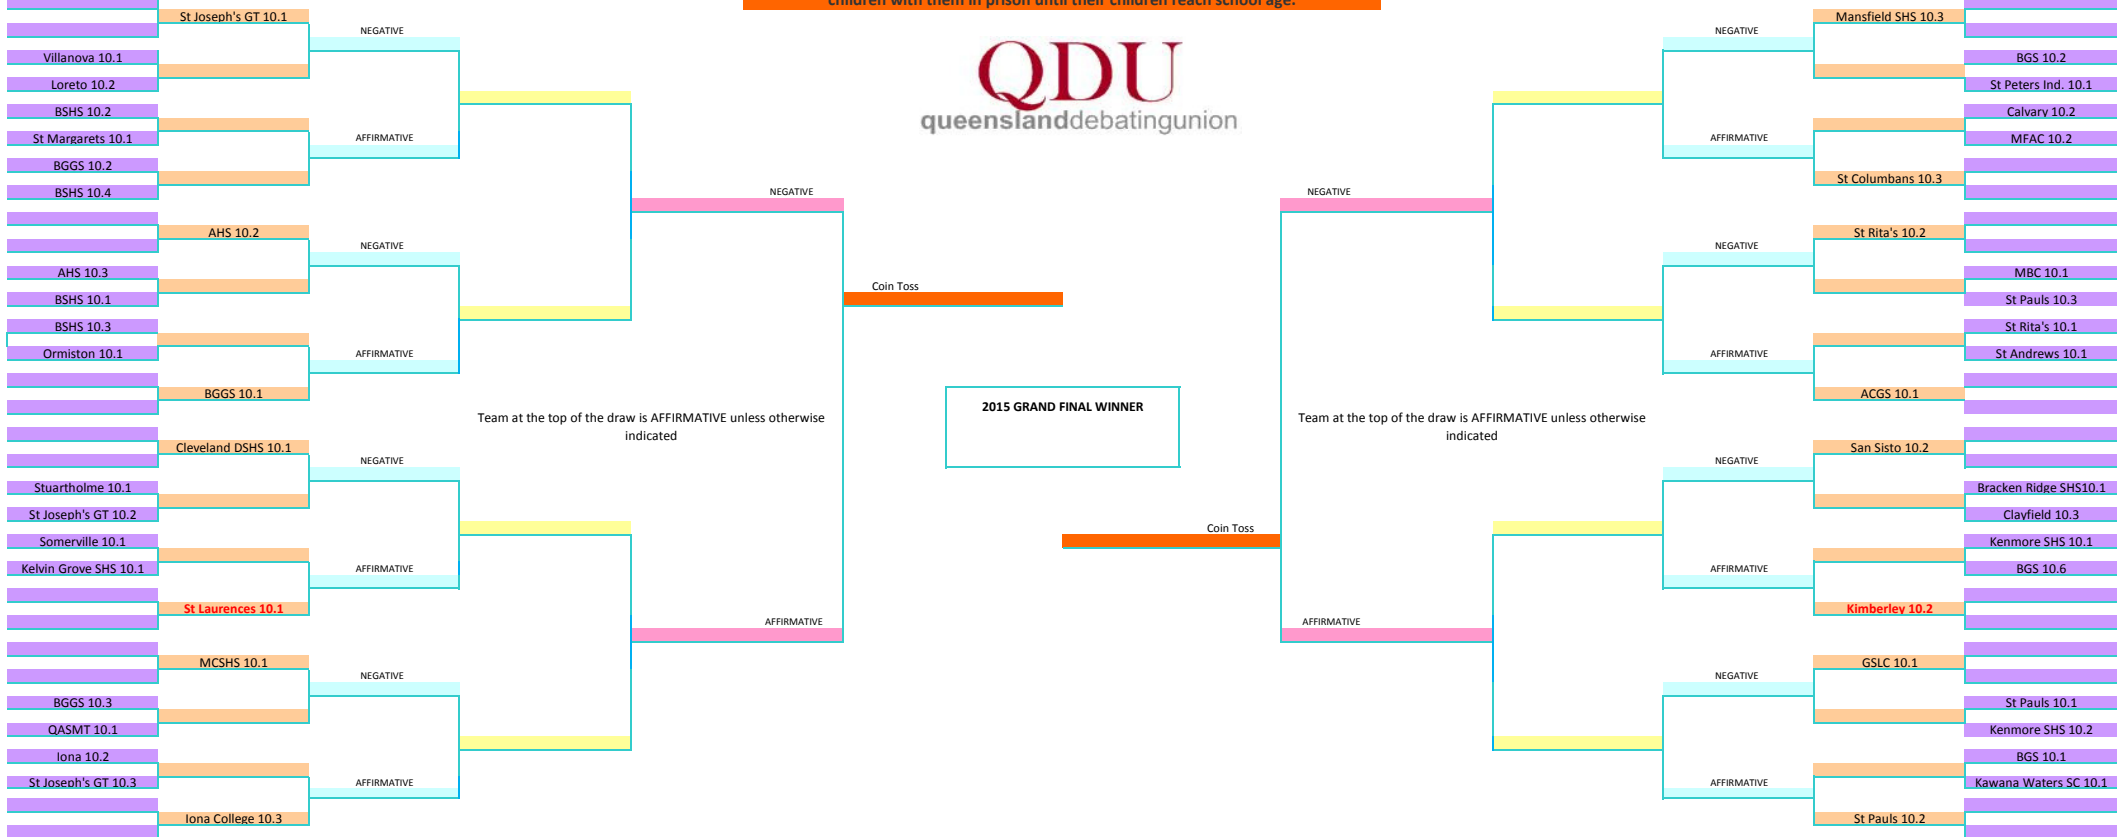 children with them in prison until their children reach school age.
QDU
queenslanddebatingunion
St Joseph's GT 10.1
NEGATIVE
Villanova 10.1
Loreto 10.2
BSHS 10.2
St Margarets 10.1
AFFIRMATIVE
BGGS 10.2
BSHS 10.4
NEGATIVE
AHS 10.2
NEGATIVE
AHS 10.3
BSHS 10.1
Coin Toss
BSHS 10.3
Ormiston 10.1
AFFIRMATIVE
BGGS 10.1
Team at the top of the draw is AFFIRMATIVE unless otherwise
indicated
Cleveland DSHS 10.1
NEGATIVE
Stuartholme 10.1
St Joseph's GT 10.2
Somerville 10.1
Kelvin Grove SHS 10.1
AFFIRMATIVE
St Laurences 10.1
AFFIRMATIVE
MCSHS 10.1
NEGATIVE
BGGS 10.3
QASMT 10.1
Iona 10.2
St Joseph's GT 10.3
AFFIRMATIVE
Iona College 10.3
2015 GRAND FINAL WINNER
Mansfield SHS 10.3
NEGATIVE
BGS 10.2
St Peters Ind. 10.1
Calvary 10.2
MFAC 10.2
AFFIRMATIVE
St Columbans 10.3
NEGATIVE
St Rita's 10.2
NEGATIVE
MBC 10.1
St Pauls 10.3
St Rita's 10.1
St Andrews 10.1
AFFIRMATIVE
ACGS 10.1
Team at the top of the draw is AFFIRMATIVE unless otherwise
indicated
San Sisto 10.2
NEGATIVE
Bracken Ridge SHS10.1
Clayfield 10.3
Coin Toss
Kenmore SHS 10.1
BGS 10.6
AFFIRMATIVE
Kimberley 10.2
AFFIRMATIVE
GSLC 10.1
NEGATIVE
St Pauls 10.1
Kenmore SHS 10.2
BGS 10.1
Kawana Waters SC 10.1
AFFIRMATIVE
St Pauls 10.2